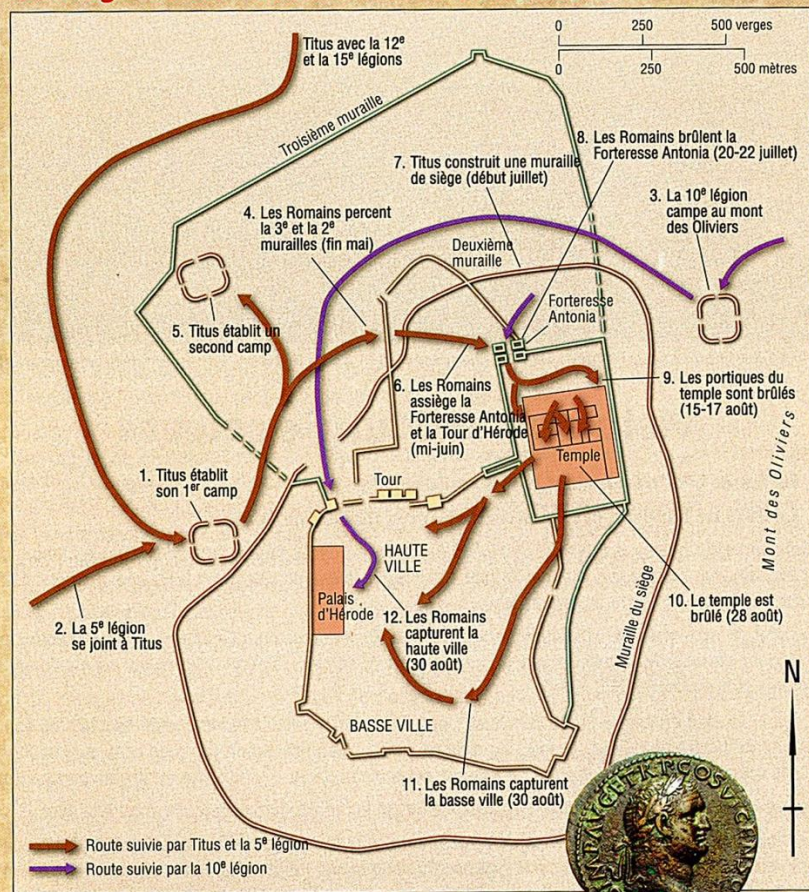 0 250 500 verges
0 250 500 mètres
Titus avec la 12e
et la 15e légions
Troisième muraille
8. Les Romains brûlent la
Forteresse Antonia (20-22 juillet)
7. Titus construit une muraille
de siège (début juillet)
3. La 10e légion
campe au mont
des Oliviers
4. Les Romains percent
la 3e et la 2e
murailles (fin mai)
Deuxième
muraille
Forteresse
Antonia
5. Titus établit un
second camp
6. Les Romains
assiège la
Forteresse Antonia
et la Tour d'Hérode
(mi-juin)
9. Les portiques du
temple sont brûlés
(15-17 août)
Temple
Mont des Oliviers
1. Titus établit
son 1er camp
Tour
HAUTE
VILLE
Palais
d'Hérode
2. La 5e légion
se joint à Titus
12. Les Romains
capturent la
haute ville
(30 août)
10. Le temple est
brûlé (28 août)
Muraille du siège
N
BASSE VILLE
11. Les Romains capturent
la basse ville (30 août)
Route suivie par Titus et la 5e légion
Route suivie par la 10e légion